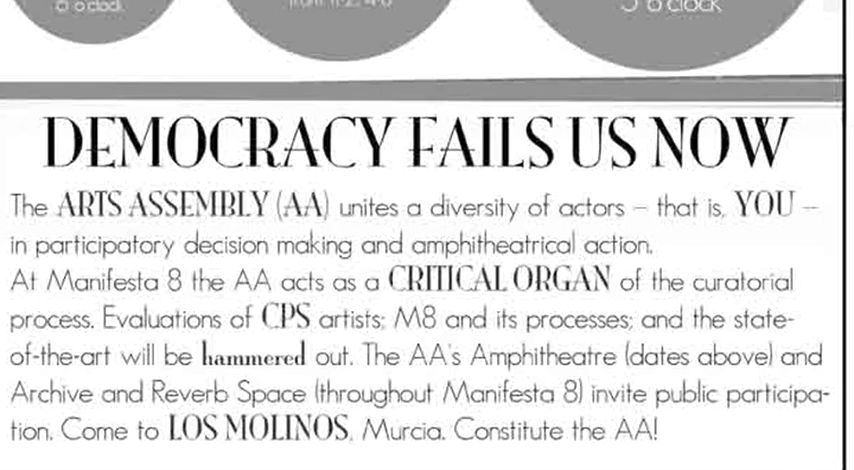 o'clock
5 o'clock
DEMOCRACY FAILS US NOW
The ARTS ASSEMBLY (AA) unites a diversity of actors – that is, YOU –
in participatory decision making and amphitheatrical action.
At Manifesta 8 the AA acts as a CRITICAL ORGAN of the curatorial
process. Evaluations of CPS artists; M8 and its processes; and the state-
of-the-art will be hammered out. The AA's Amphitheatre (dates above) and
Archive and Reverb Space (throughout Manifesta 8) invite public participa-
tion. Come to LOS MOLINOS, Murcia. Constitute the AA!